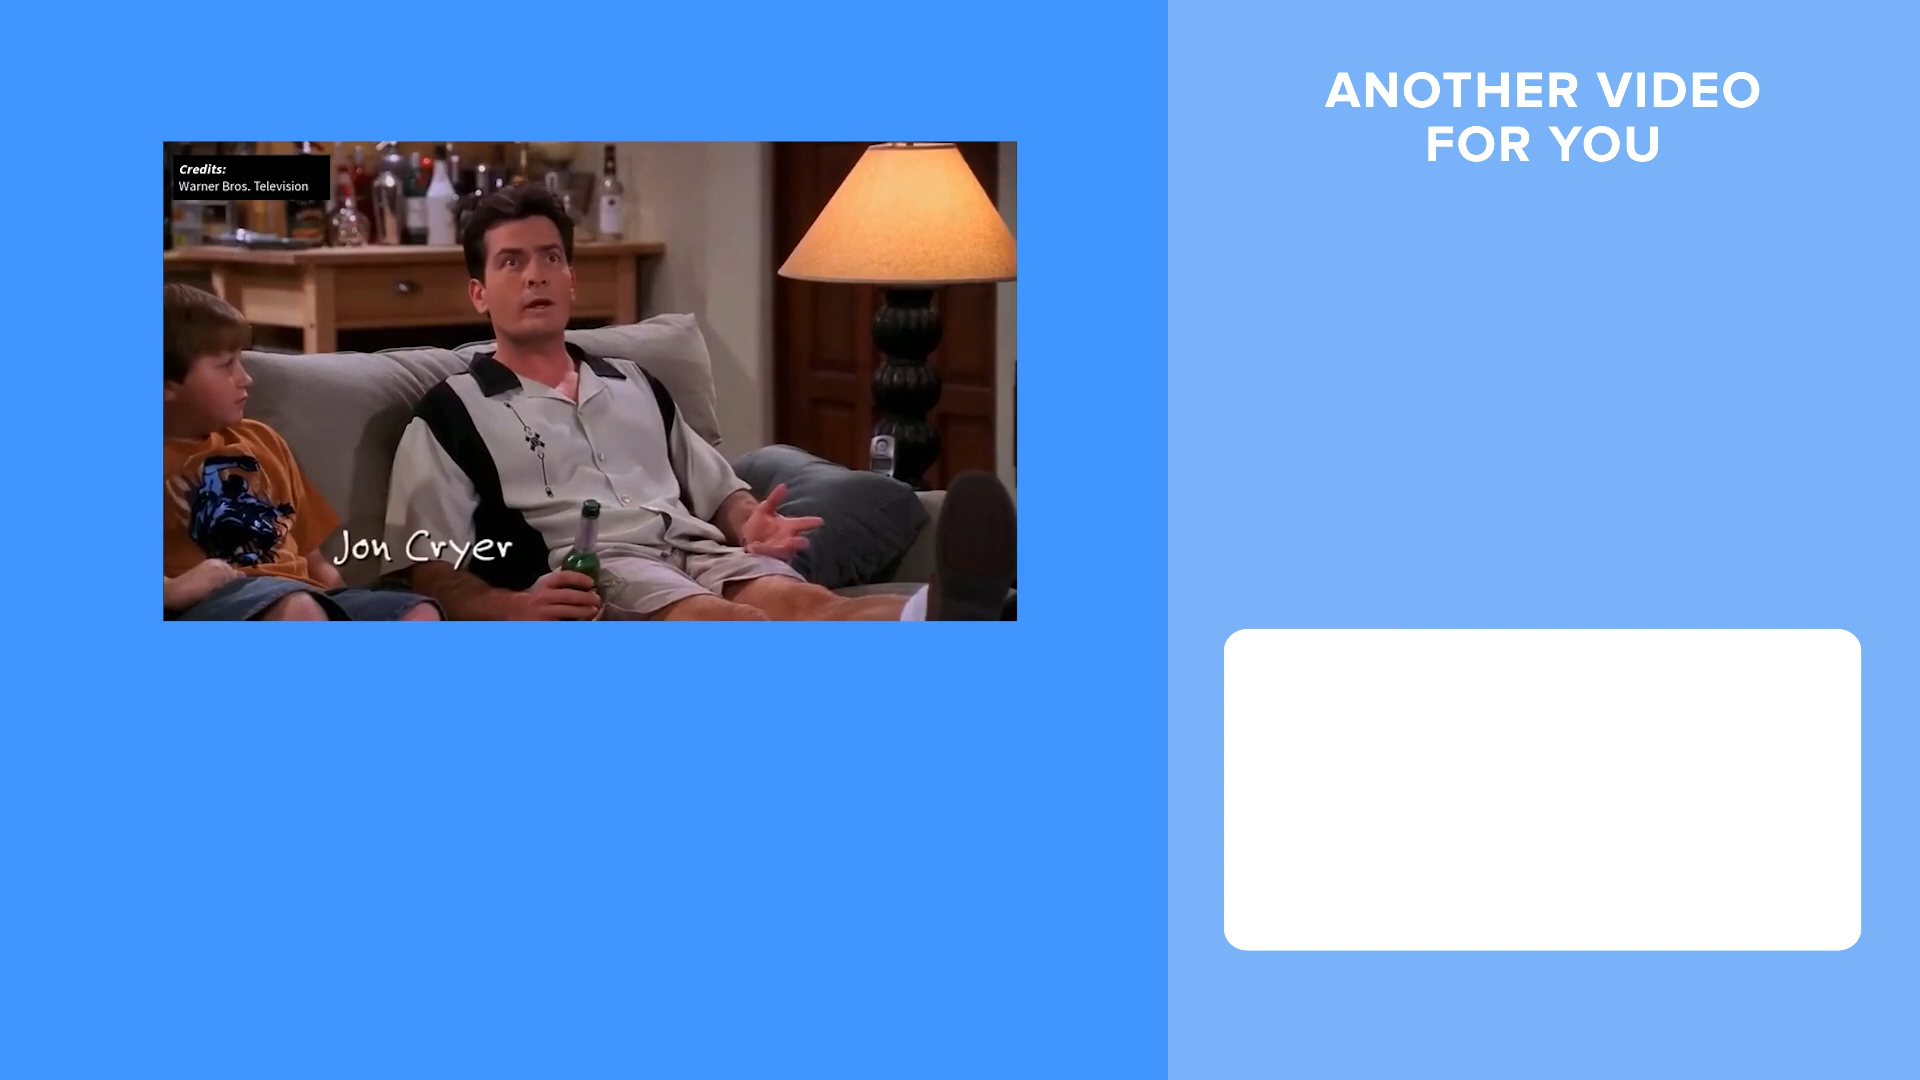 Credits:
Warner Bros. Television
Jon Cryer
ANOTHER VIDEO
FOR YOU